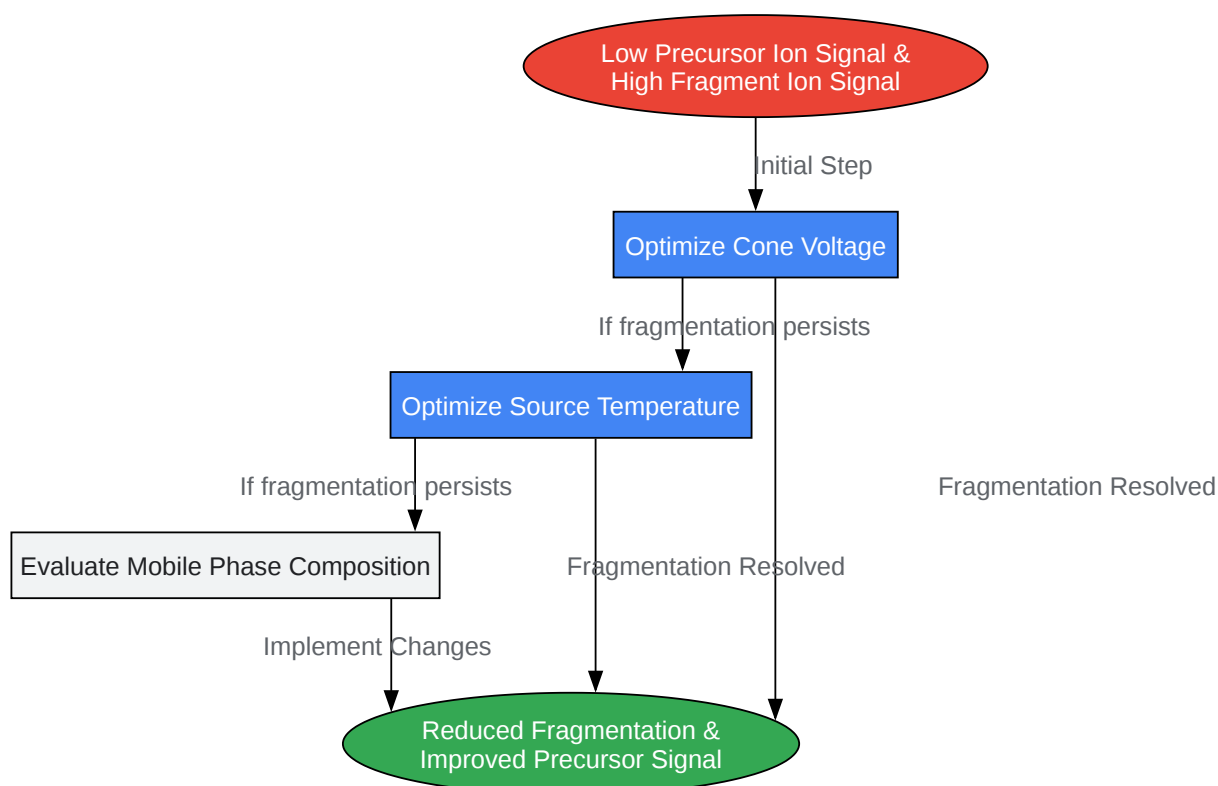 Low Precursor Ion Signal &
High Fragment Ion Signal
Initial Step
Optimize Cone Voltage
If fragmentation persists
Optimize Source Temperature
If fragmentation persists
Fragmentation Resolved
Evaluate Mobile Phase Composition
Fragmentation Resolved
Implement Changes
Reduced Fragmentation &
Improved Precursor Signal